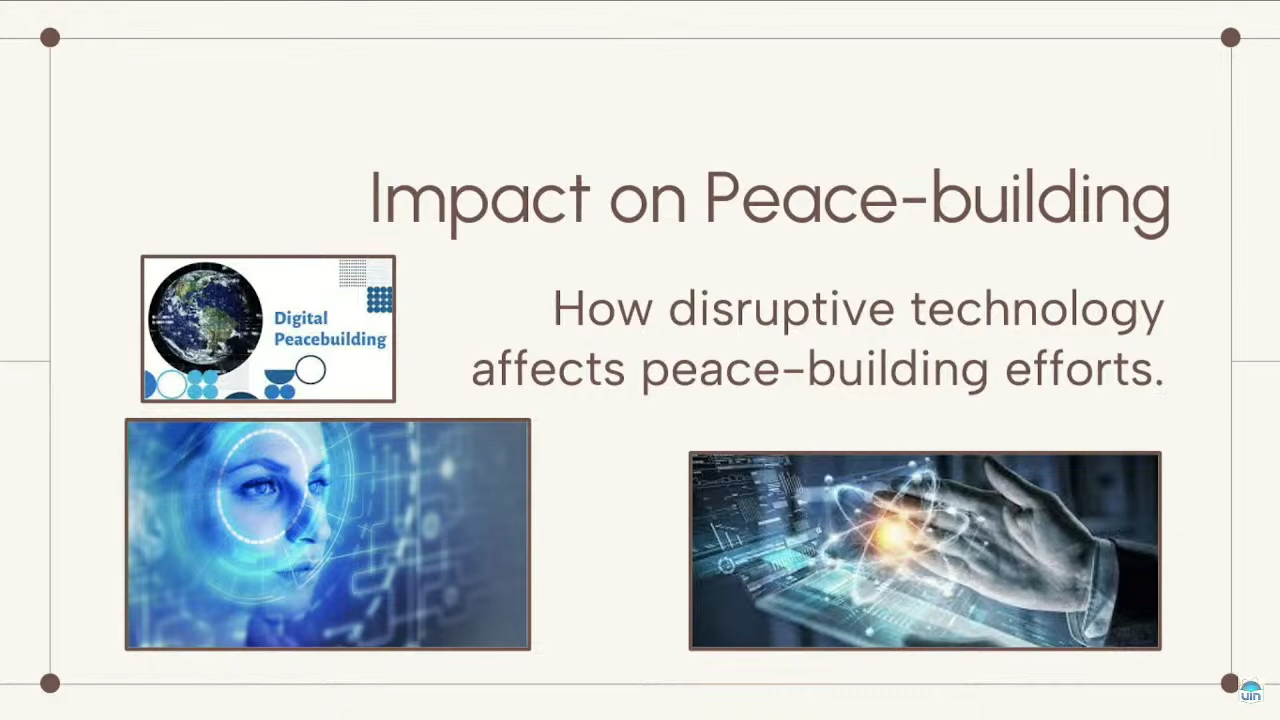 Impact on Peace-building
How disruptive technology
affects peace-building efforts.
Digital
Peacebuilding
uin